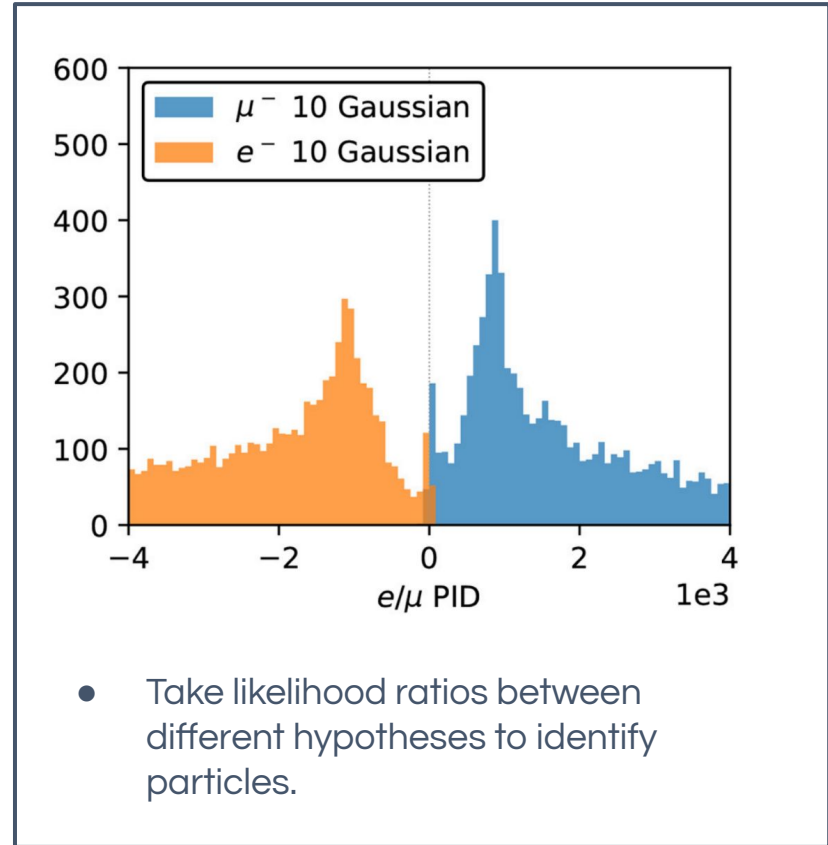 600
500
400
300
200
100
0
μ⁻ 10 Gaussian
e⁻ 10 Gaussian
−4 −2 0 2 4
e/μ PID 1e3
● Take likelihood ratios between
different hypotheses to identify
particles.